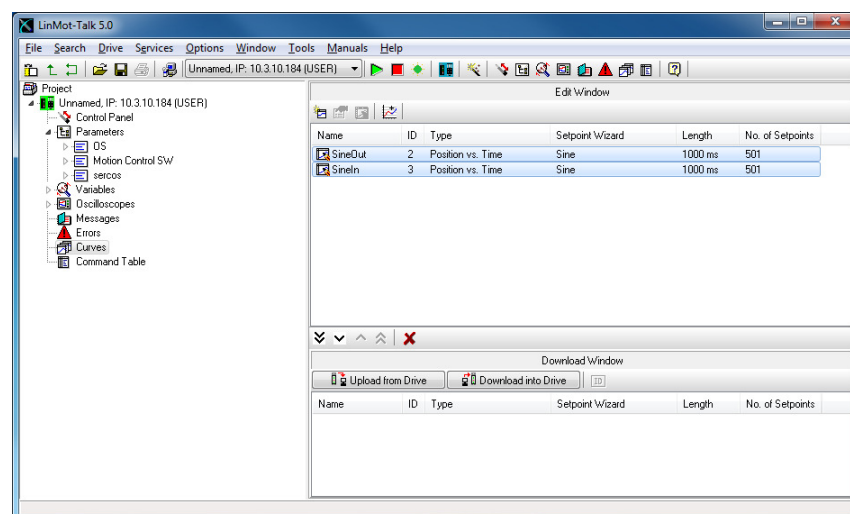 LinMot-Talk 5.0
File Search Drive Services Options Window Tools Manuals Help
Unnamed, IP: 10.3.10.184 (USER)
Project
Unnamed, IP: 10.3.10.184 (USER)
Control Panel
Parameters
OS
Motion Control SW
sercos
Variables
Oscilloscopes
Messages
Errors
Curves
Command Table
Edit Window
Name ID Type Setpoint Wizard Length No. of Setpoints
SineOut 2 Position vs. Time Sine 1000 ms 501
SineIn 3 Position vs. Time Sine 1000 ms 501
Download Window
Upload from Drive Download into Drive ID
Name ID Type Setpoint Wizard Length No. of Setpoints